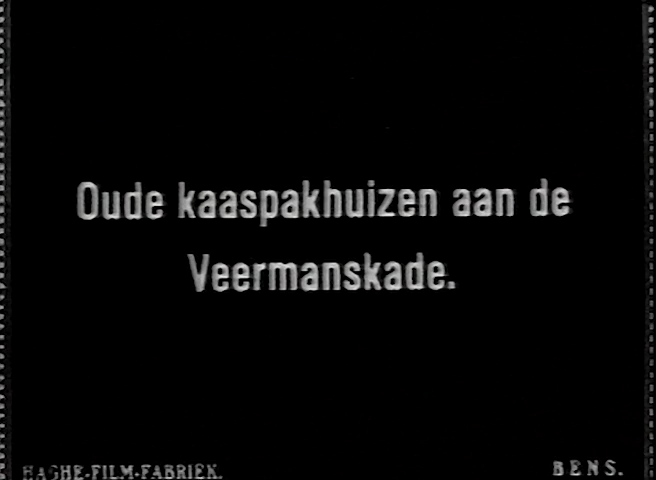 Oude kaaspakhuizen aan de
Veermanskade.
HAGHE-FILM-FABRIEK.
BENS.